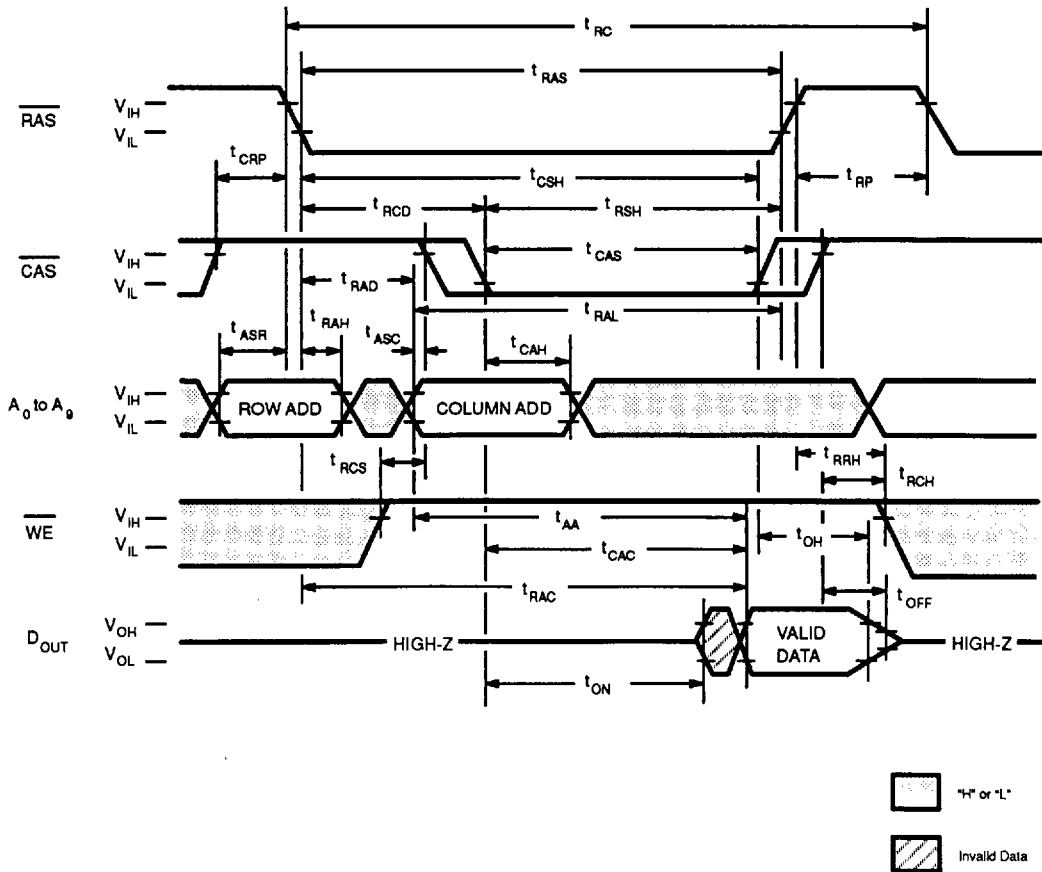 t RC
t RAS
RAS
V IH
V IL
t CRP
t CSH
t RP
t RCD
t RSH
CAS
V IH
V IL
t CAS
t RAD
t RAL
t ASR
t RAH
t ASC
t CAH
A 0 to A 9
V IH
V IL
ROW ADD
COLUMN ADD
t RCS
t RRH
t RCH
WE
V IH
V IL
t AA
t OH
t CAC
t RAC
t OFF
D OUT
V OH
V OL
HIGH-Z
VALID
DATA
HIGH-Z
t ON
"H" or "L"
Invalid Data